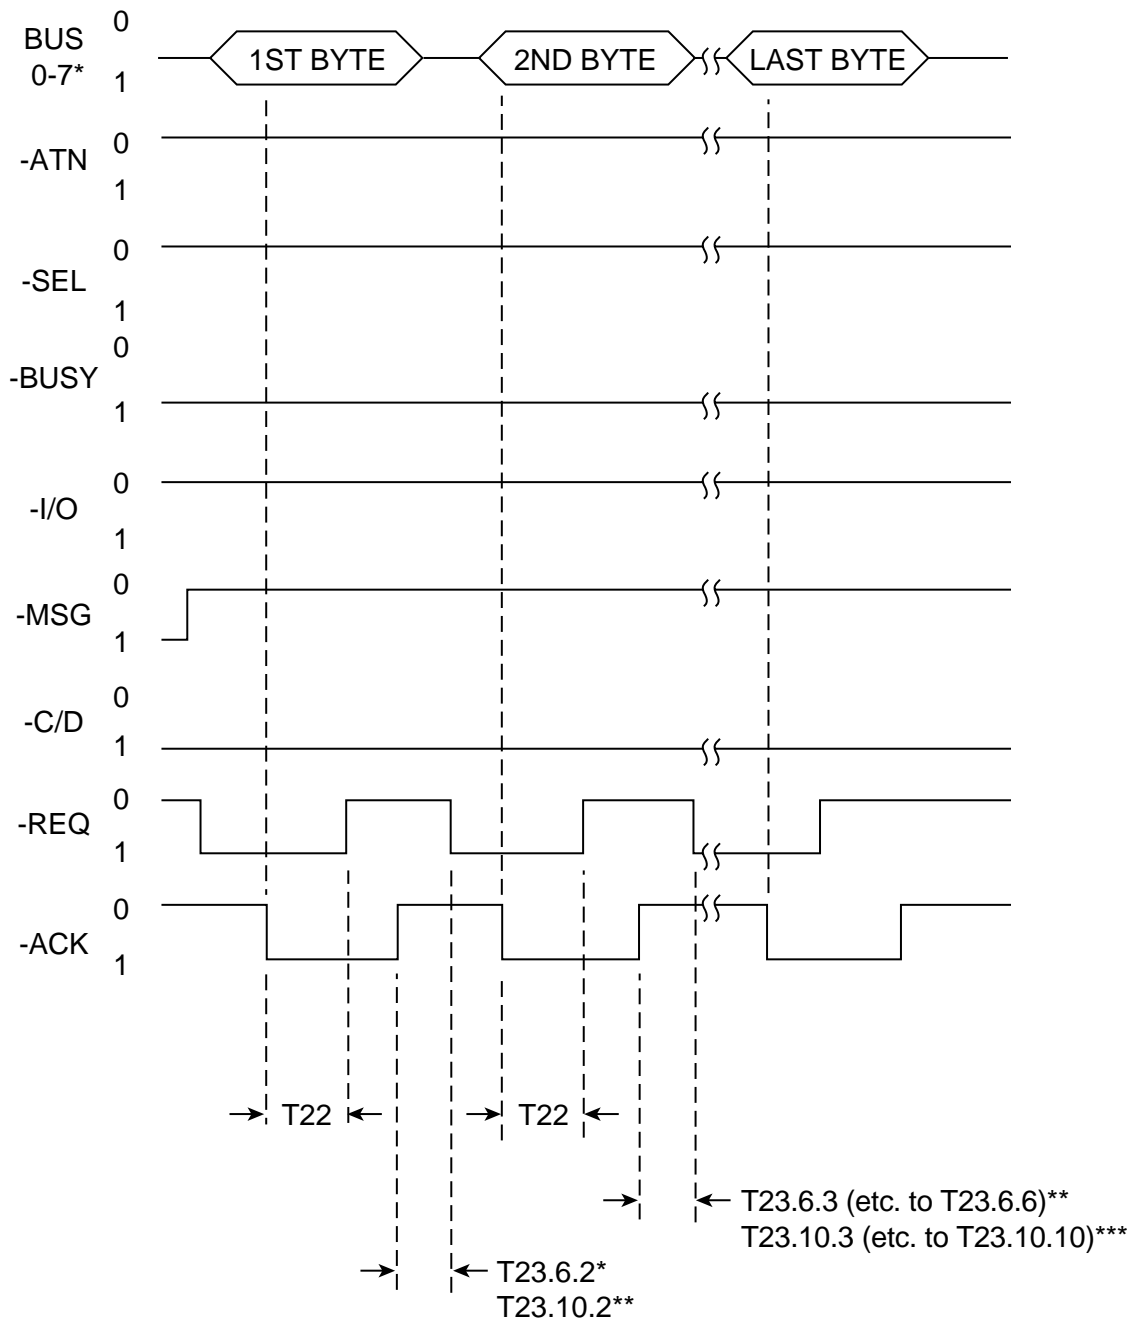 BUS
0-7*
0
1
1ST BYTE
2ND BYTE
LAST BYTE
-ATN
0
1
-SEL
0
1
-BUSY
0
1
-I/O
0
1
-MSG
0
1
-C/D
0
1
-REQ
0
1
-ACK
0
1
T22
T22
T23.6.3 (etc. to T23.6.6)**
T23.10.3 (etc. to T23.10.10)***
T23.6.2*
T23.10.2**